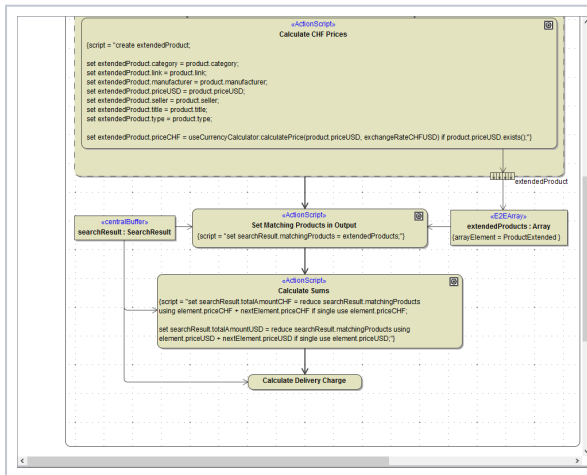 «ActionScript»
Calculate CHF Prices
{script = "create extendedProduct;
set extendedProduct.category = product.category;
set extendedProduct.link = product.link;
set extendedProduct.manufacturer = product.manufacturer;
set extendedProduct.priceUSD = product.priceUSD;
set extendedProduct.seller = product.seller;
set extendedProduct.title = product.title;
set extendedProduct.type = product.type;
set extendedProduct.priceCHF = useCurrencyCalculator.calculatePrice(product.priceUSD, exchangeRateCHFUSD) if product.priceUSD.exists();"}
extendedProduct
«centralBuffer»
searchResult : SearchResult
«ActionScript»
Set Matching Products in Output
{script = "set searchResult.matchingProducts = extendedProducts;"}
«E2EArray»
extendedProducts : Array
{arrayElement = ProductExtended }
«ActionScript»
Calculate Sums
{script = "set searchResult.totalAmountCHF = reduce searchResult.matchingProducts
using element.priceCHF + nextElement.priceCHF if single use element.priceCHF;
set searchResult.totalAmountUSD = reduce searchResult.matchingProducts using
element.priceUSD + nextElement.priceUSD if single use element.priceUSD;"}
Calculate Delivery Charge